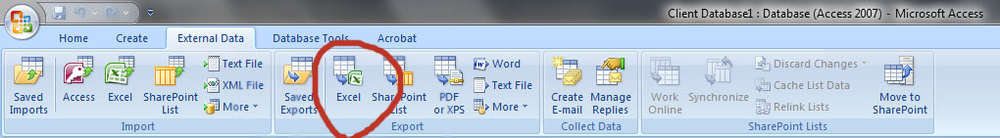 Client Database1 : Database (Access 2007) - Microsoft Access
Home Create External Data Database Tools Acrobat
Saved Imports
Access
Excel
SharePoint List
Text File
XML File
More
Import
Saved Exports
Excel
SharePoint List
PDF or XPS
Word
Text File
More
Export
Create E-mail
Manage Replies
Collect Data
Work Online
Synchronize
Discard Changes
Cache List Data
Relink Lists
Move to SharePoint
SharePoint Lists